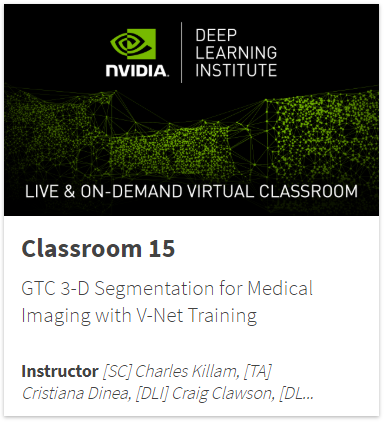 NVIDIA.
DEEP
LEARNING
INSTITUTE
LIVE & ON-DEMAND VIRTUAL CLASSROOM
Classroom 15
GTC 3-D Segmentation for Medical
Imaging with V-Net Training
Instructor [SC] Charles Killam, [TA]
Cristiana Dinea, [DLI] Craig Clawson, [DL...